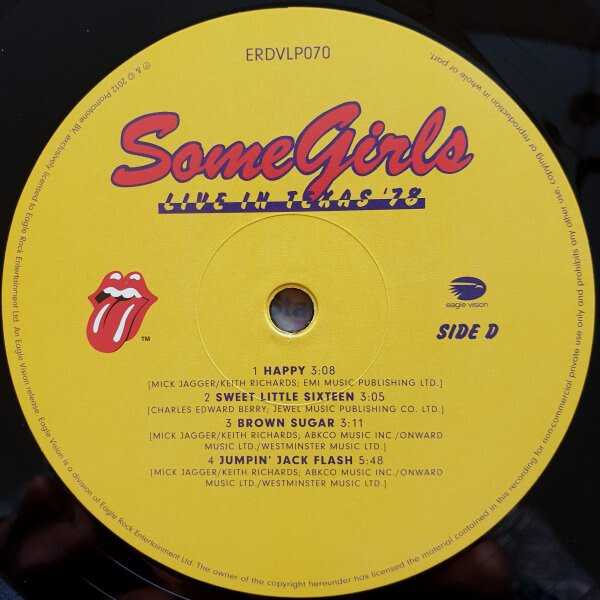 ERDVLP070
Some Girls
LIVE IN TEXAS '78
TM
eagle vision
SIDE D
1 HAPPY 3:08
[MICK JAGGER/KEITH RICHARDS; EMI MUSIC PUBLISHING LTD.]
2 SWEET LITTLE SIXTEEN 3:05
[CHARLES EDWARD BERRY; JEWEL MUSIC PUBLISHING CO. LTD.]
3 BROWN SUGAR 3:11
[MICK JAGGER/KEITH RICHARDS; ABKCO MUSIC INC./ONWARD
MUSIC LTD./WESTMINSTER MUSIC LTD.]
4 JUMPIN' JACK FLASH 5:48
[MICK JAGGER/KEITH RICHARDS; ABKCO MUSIC INC./ONWARD
MUSIC LTD./WESTMINSTER MUSIC LTD.]
℗ & © 2012 Promotone BV, exclusively licensed to Eagle Rock Entertainment Ltd. An Eagle Vision release. Eagle Vision is a division of Eagle Rock Entertainment Ltd. The owner of the copyright hereunder has licensed the material contained in this recording for non-commercial private use only and prohibits any other use, copying or reproduction in whole or part.